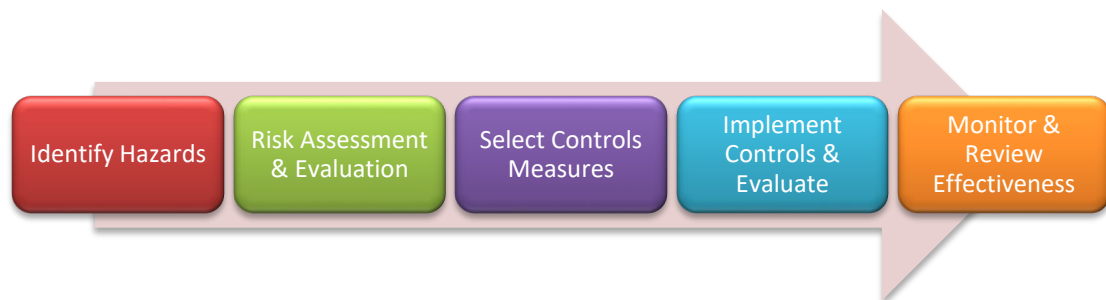 Identify Hazards
Risk Assessment
& Evaluation
Select Controls
Measures
Implement
Controls &
Evaluate
Monitor &
Review
Effectiveness